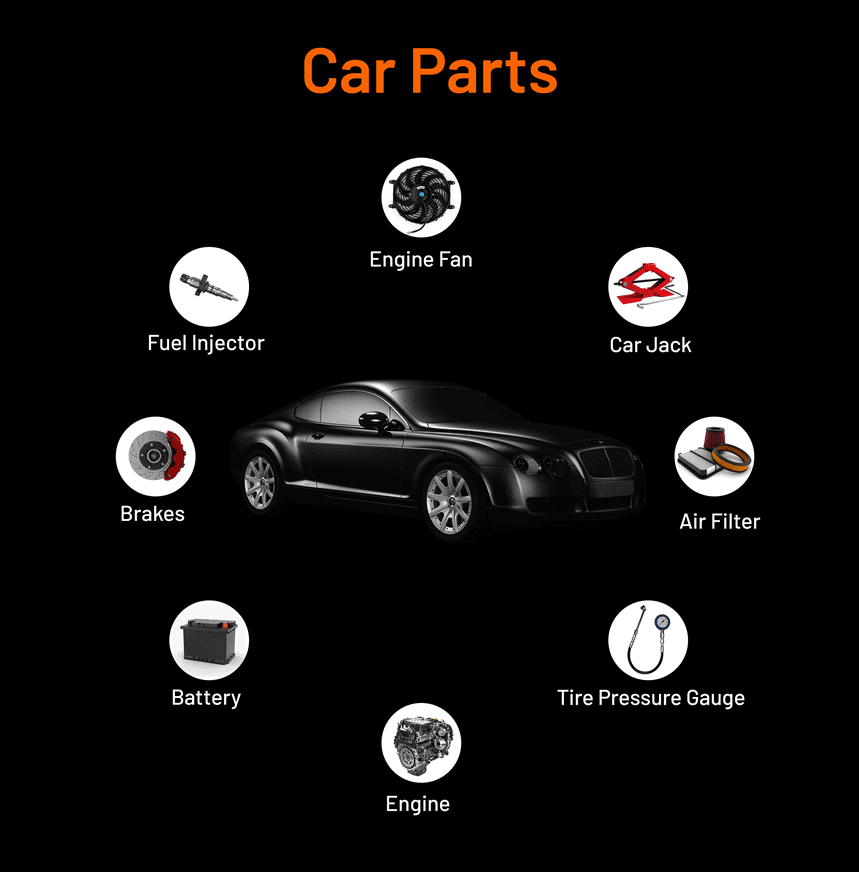 Car Parts
Engine Fan
Fuel Injector
Car Jack
Brakes
Air Filter
Battery
Tire Pressure Gauge
Engine